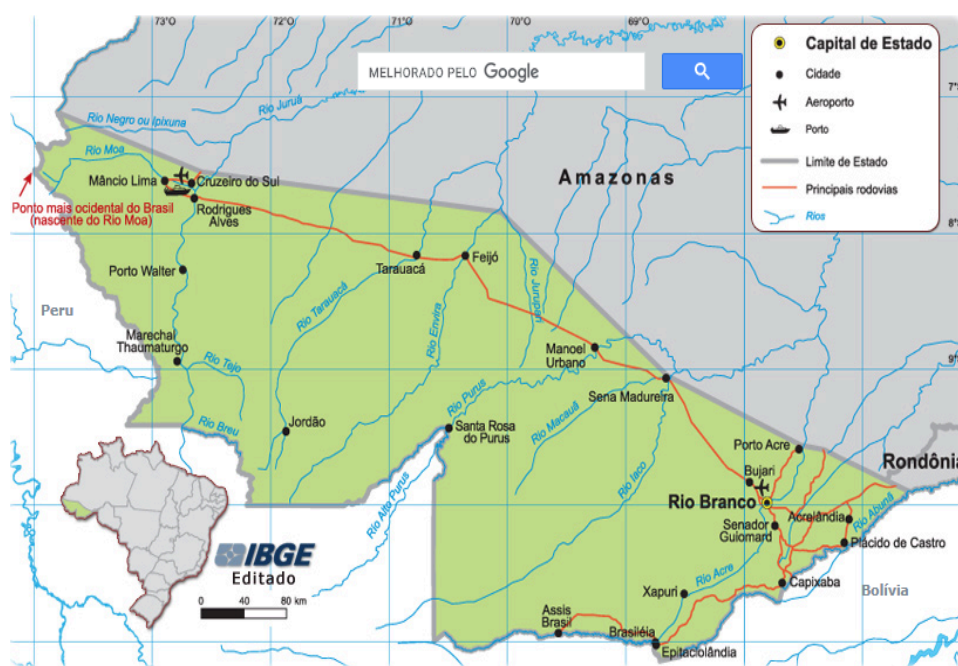 73°0
72°0
71°0
70°0
69°0
MELHORADO PELO Google
Capital de Estado
Cidade
Aeroporto
Porto
Limite de Estado
Principais rodovias
Rios
7°
8°
9°
Rio Juruá
Rio Negro ou Ipixuna
Rio Moa
Mâncio Lima
Cruzeiro do Sul
Rodrigues
Alves
Ponto mais ocidental do Brasil
(nascente do Rio Moa)
Amazonas
Porto Walter
Tarauacá
Feijó
Rio Tarauacá
Rio Envira
Rio Jurupari
Peru
Marechal
Thaumaturgo
Rio Tejo
Manoel
Urbano
Sena Madureira
Rio Breu
Jordão
Rio Purus
Santa Rosa
do Purus
Rio Macauã
Rio Iaco
Rio Alto Purus
Porto Acre
Bujari
Rondônia
Rio Branco
Senador
Guiomard
Acrelândia
Rio Abunã
Plácido de Castro
IBGE
Editado
0 40 80 km
Xapuri
Rio Acre
Capixaba
Bolívia
Assis
Brasil
Brasiléia
Epitaciolândia